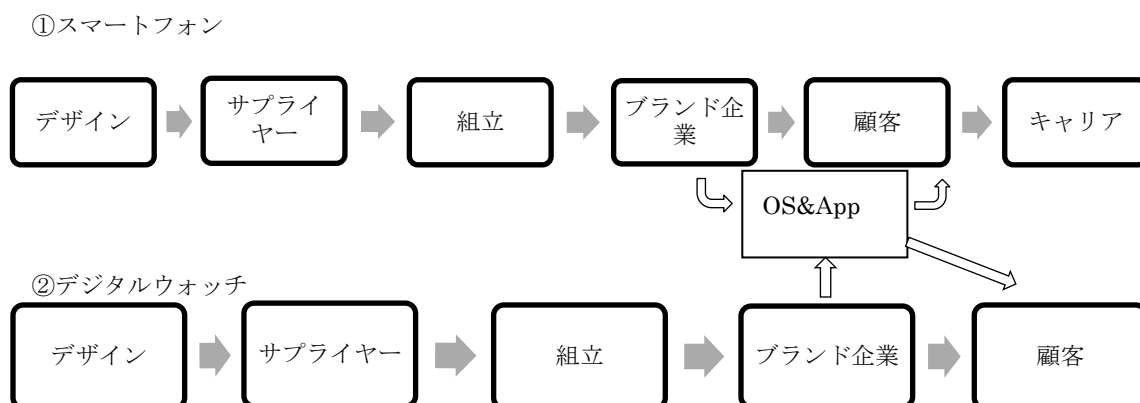 ①スマートフォン
デザイン
サプライ
ヤー
組立
ブランド企
業
顧客
キャリア
OS&App
②デジタルウォッチ
デザイン
サプライヤー
組立
ブランド企業
顧客